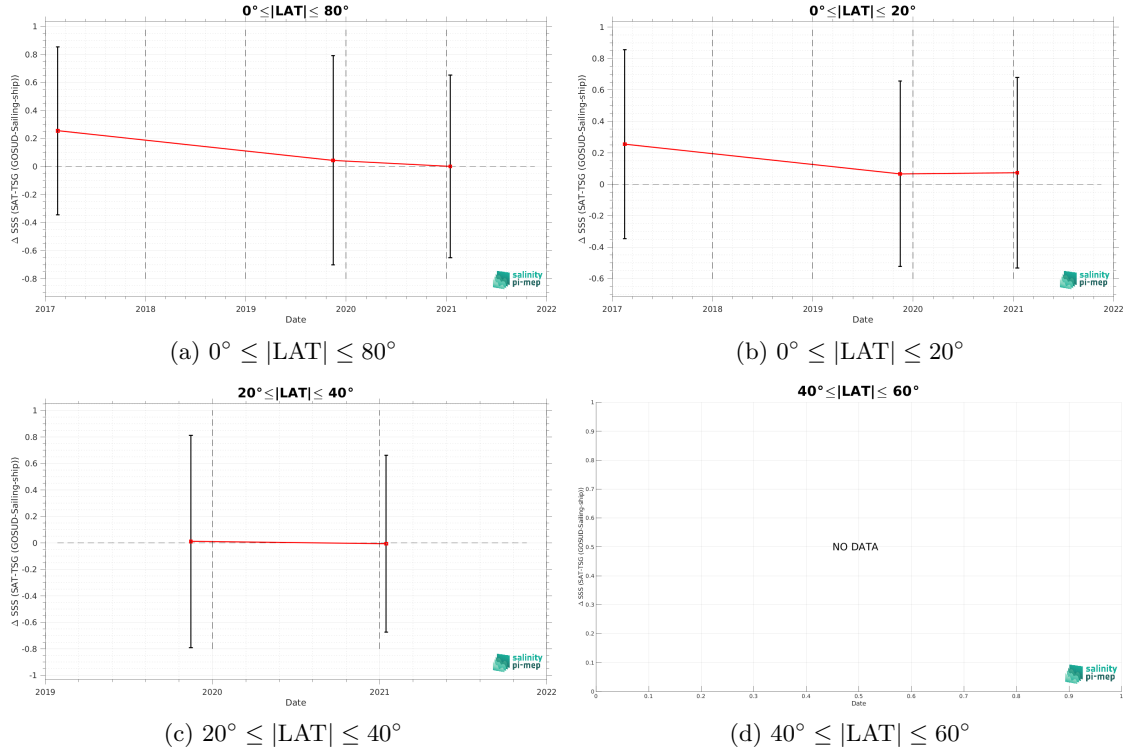 0°≤|LAT|≤ 80°
1
0.8
0.6
0.4
0.2
0
-0.2
-0.4
-0.6
-0.8
Δ SSS (SAT-TSG (GOSUD-Sailing-ship))
2017 2018 2019 2020 2021 2022
Date
salinity
pi-mep
(a) 0° ≤ |LAT| ≤ 80°
0°≤|LAT|≤ 20°
1
0.8
0.6
0.4
0.2
0
-0.2
-0.4
-0.6
Δ SSS (SAT-TSG (GOSUD-Sailing-ship))
2017 2018 2019 2020 2021 2022
Date
salinity
pi-mep
(b) 0° ≤ |LAT| ≤ 20°
20°≤|LAT|≤ 40°
1
0.8
0.6
0.4
0.2
0
-0.2
-0.4
-0.6
-0.8
-1
Δ SSS (SAT-TSG (GOSUD-Sailing-ship))
2019 2020 2021 2022
Date
salinity
pi-mep
(c) 20° ≤ |LAT| ≤ 40°
40°≤|LAT|≤ 60°
1
0.9
0.8
0.7
0.6
0.5
0.4
0.3
0.2
0.1
0
Δ SSS (SAT-TSG (GOSUD-Sailing-ship))
NO DATA
0 0.1 0.2 0.3 0.4 0.5 0.6 0.7 0.8 0.9 1
Date
salinity
pi-mep
(d) 40° ≤ |LAT| ≤ 60°